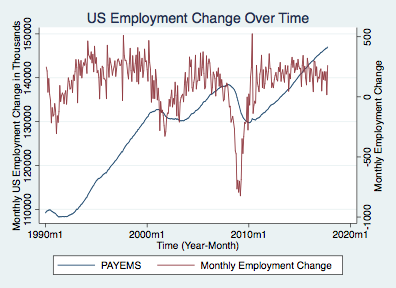 US Employment Change Over Time
Monthly US Employment Change in Thousands
110000 120000 130000 140000 150000
Monthly Employment Change
-1000 -500 0 500
1990m1 2000m1 2010m1 2020m1
Time (Year-Month)
PAYEMS Monthly Employment Change